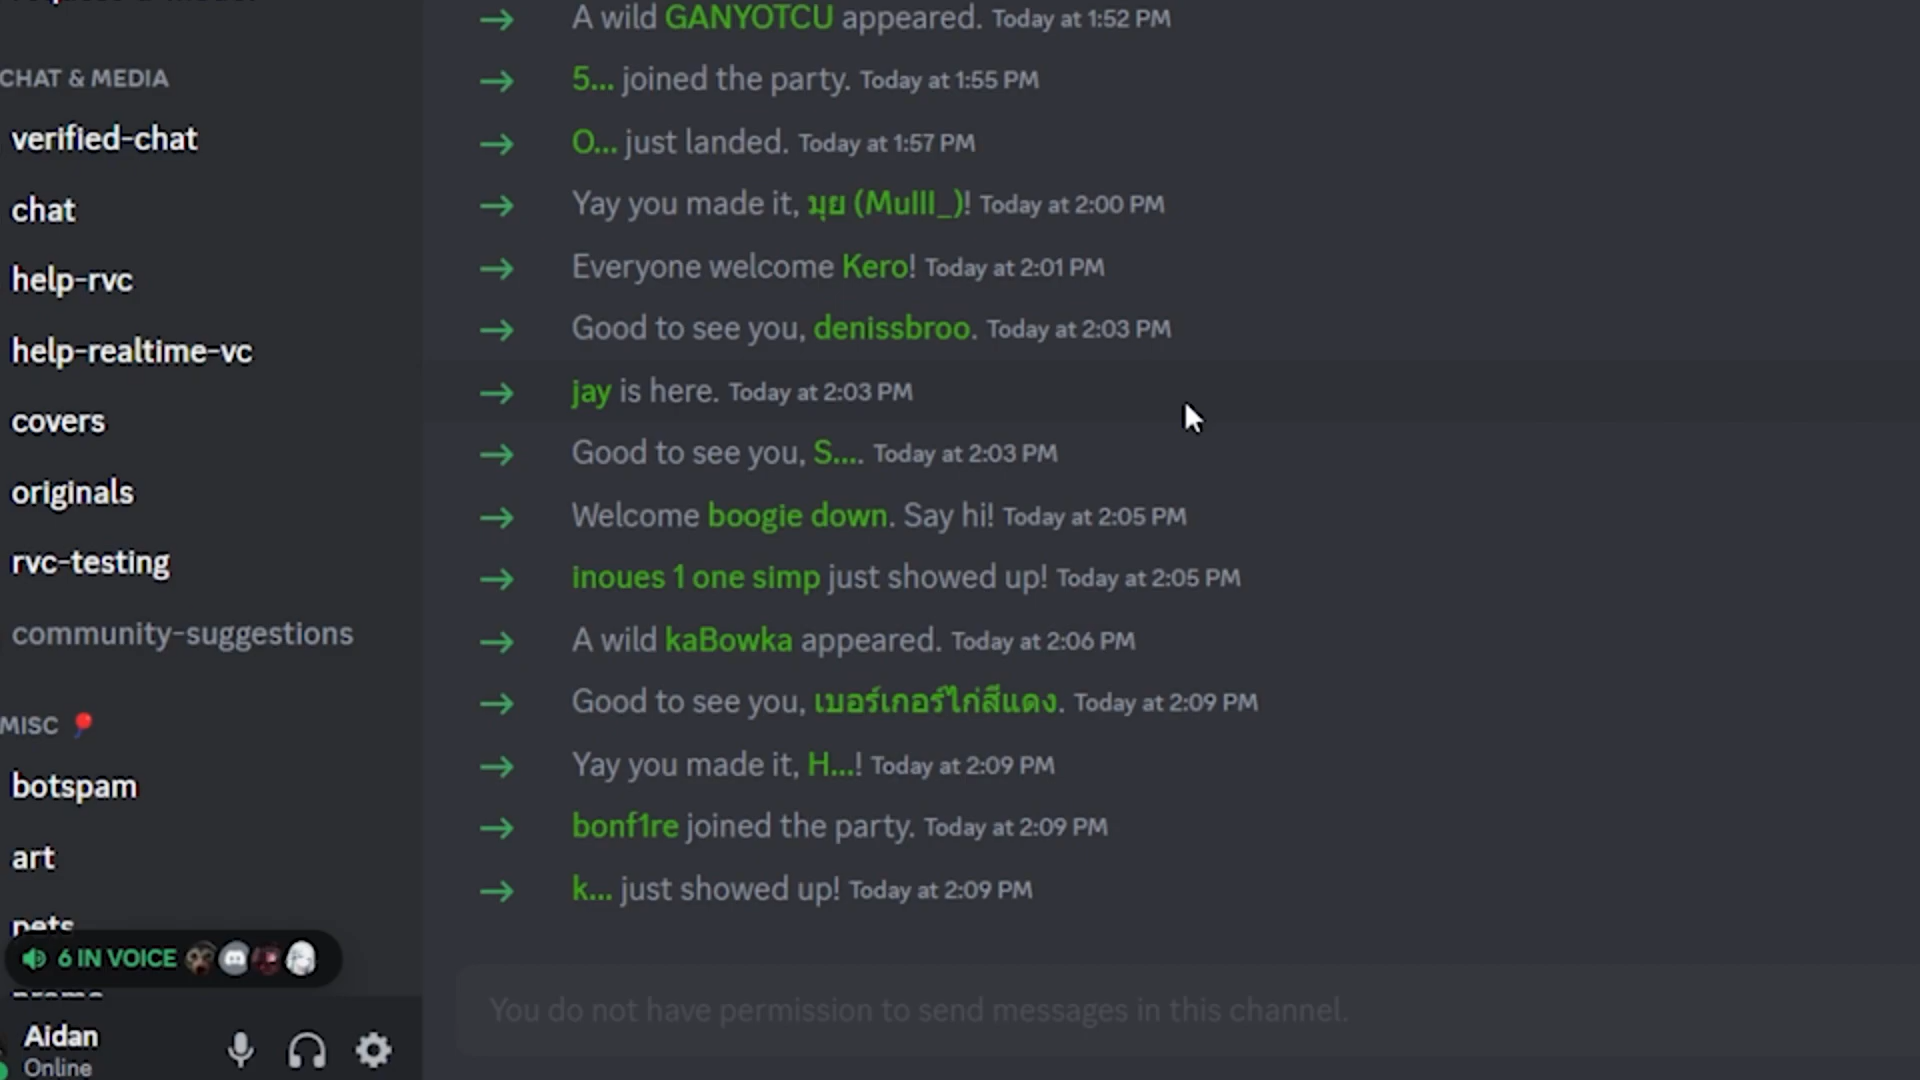 CHAT & MEDIA
verified-chat
chat
help-rvc
help-realtime-vc
covers
originals
rvc-testing
community-suggestions
MISC
botspam
art
pets
6 IN VOICE
Aidan
Online
A wild GANYOTCU appeared. Today at 1:52 PM
5... joined the party. Today at 1:55 PM
O... just landed. Today at 1:57 PM
Yay you made it, มุย (Mulll_)! Today at 2:00 PM
Everyone welcome Kero! Today at 2:01 PM
Good to see you, denissbroo. Today at 2:03 PM
jay is here. Today at 2:03 PM
Good to see you, S.... Today at 2:03 PM
Welcome boogie down. Say hi! Today at 2:05 PM
inoues 1 one simp just showed up! Today at 2:05 PM
A wild kaBowka appeared. Today at 2:06 PM
Good to see you, เบอร์เกอร์ไก่สีแดง. Today at 2:09 PM
Yay you made it, H...! Today at 2:09 PM
bonf1re joined the party. Today at 2:09 PM
k... just showed up! Today at 2:09 PM
You do not have permission to send messages in this channel.